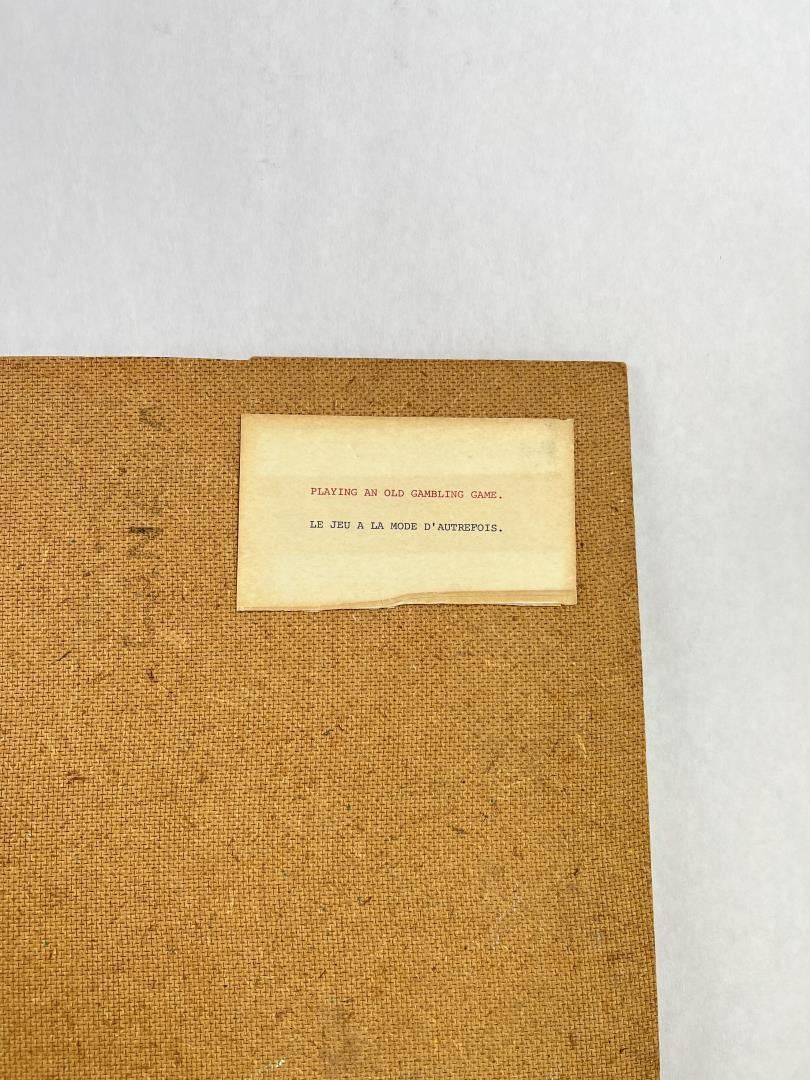 PLAYING AN OLD GAMBLING GAME.
LE JEU A LA MODE D'AUTREFOIS.